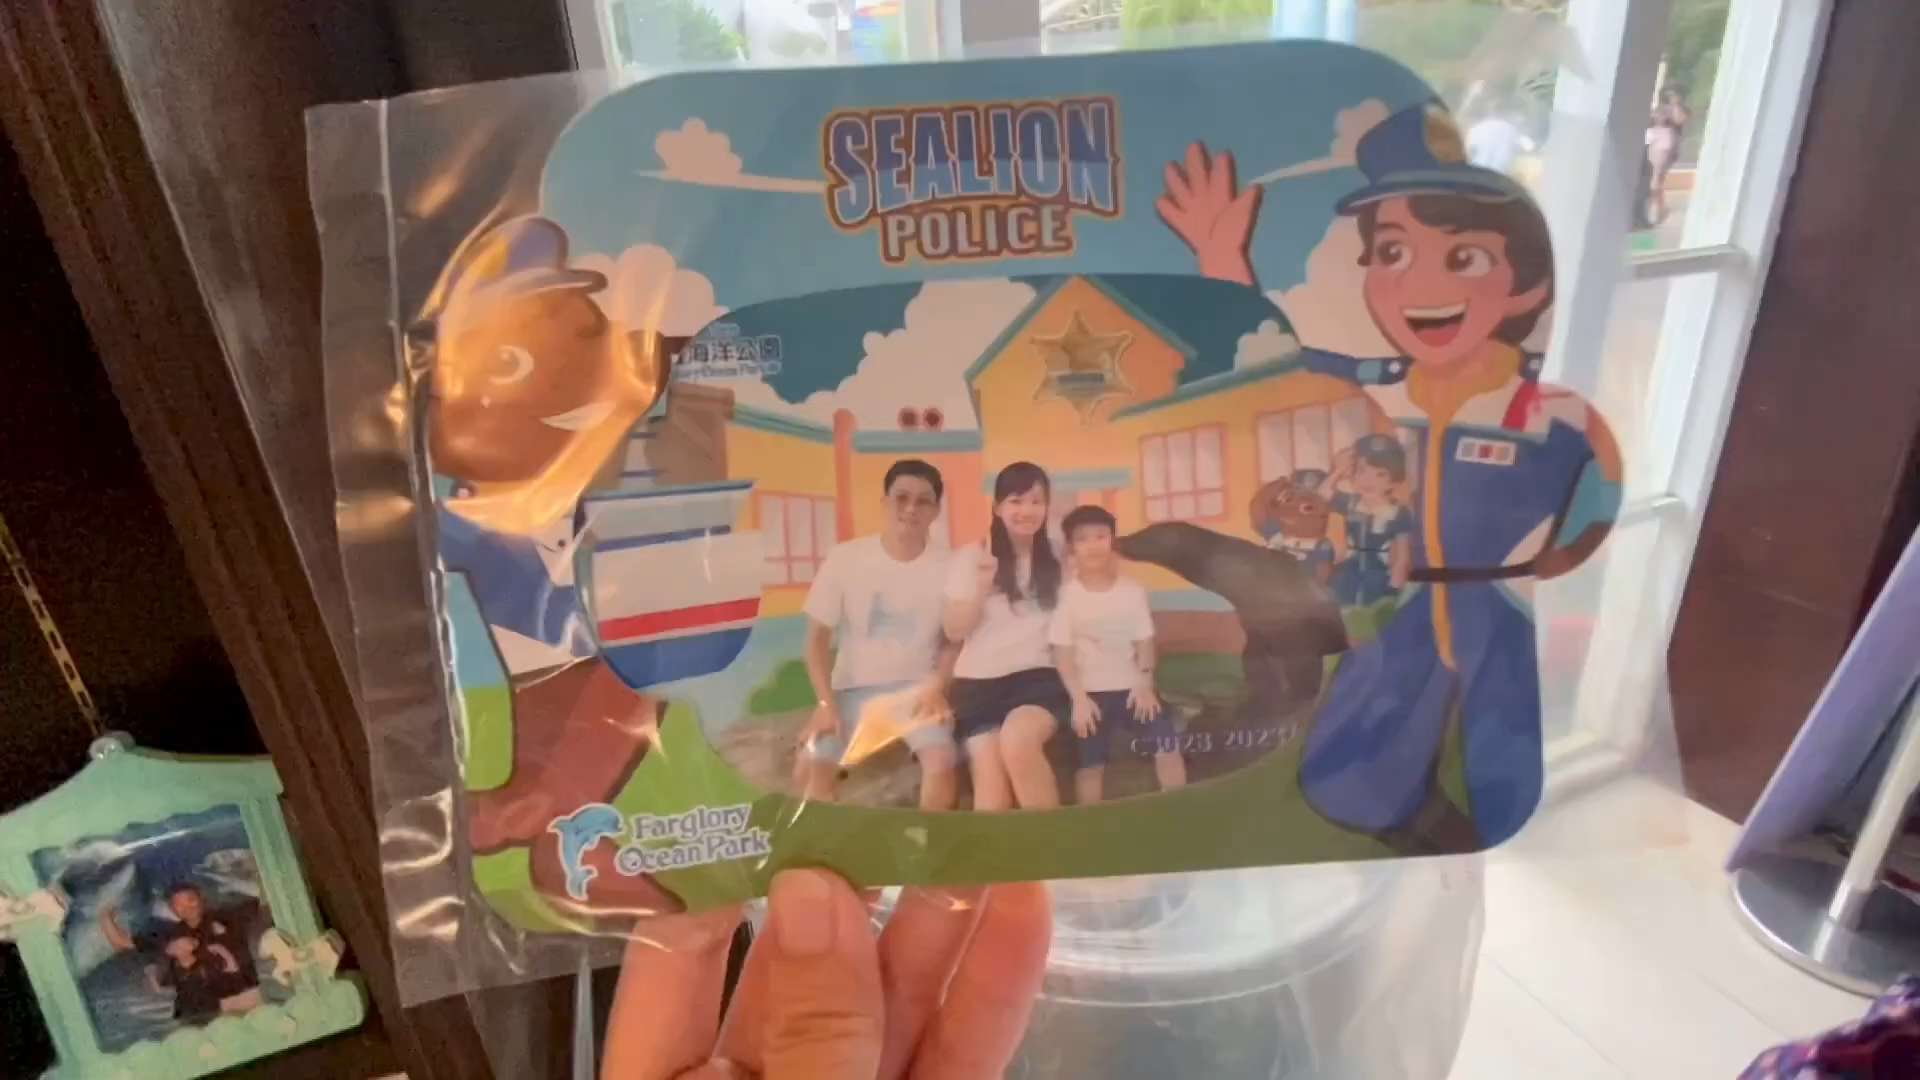 SEALION
POLICE
海洋公園
Farglory
Ocean Park